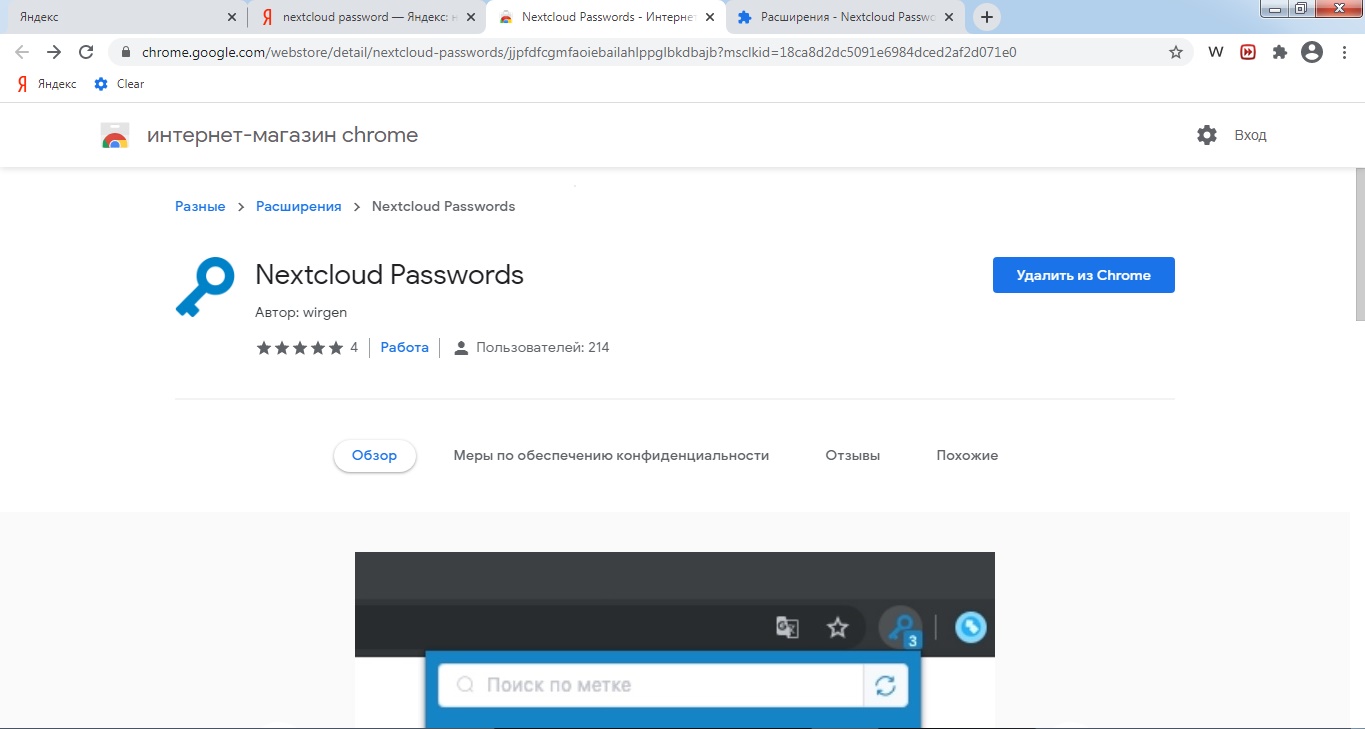 Яндекс
nextcloud password — Яндекс: н
Nextcloud Passwords - Интернет
Расширения - Nextcloud Passwo
chrome.google.com/webstore/detail/nextcloud-passwords/jjpfdfcgmfaoiebailahlppglbkdbajb?msclkid=18ca8d2dc5091e6984dced2af2d071e0
W
Я Яндекс Clear
интернет-магазин chrome
Вход
Разные > Расширения > Nextcloud Passwords
Nextcloud Passwords
Удалить из Chrome
Автор: wirgen
4 Работа Пользователей: 214
Обзор Меры по обеспечению конфиденциальности Отзывы Похожие
3
Поиск по метке